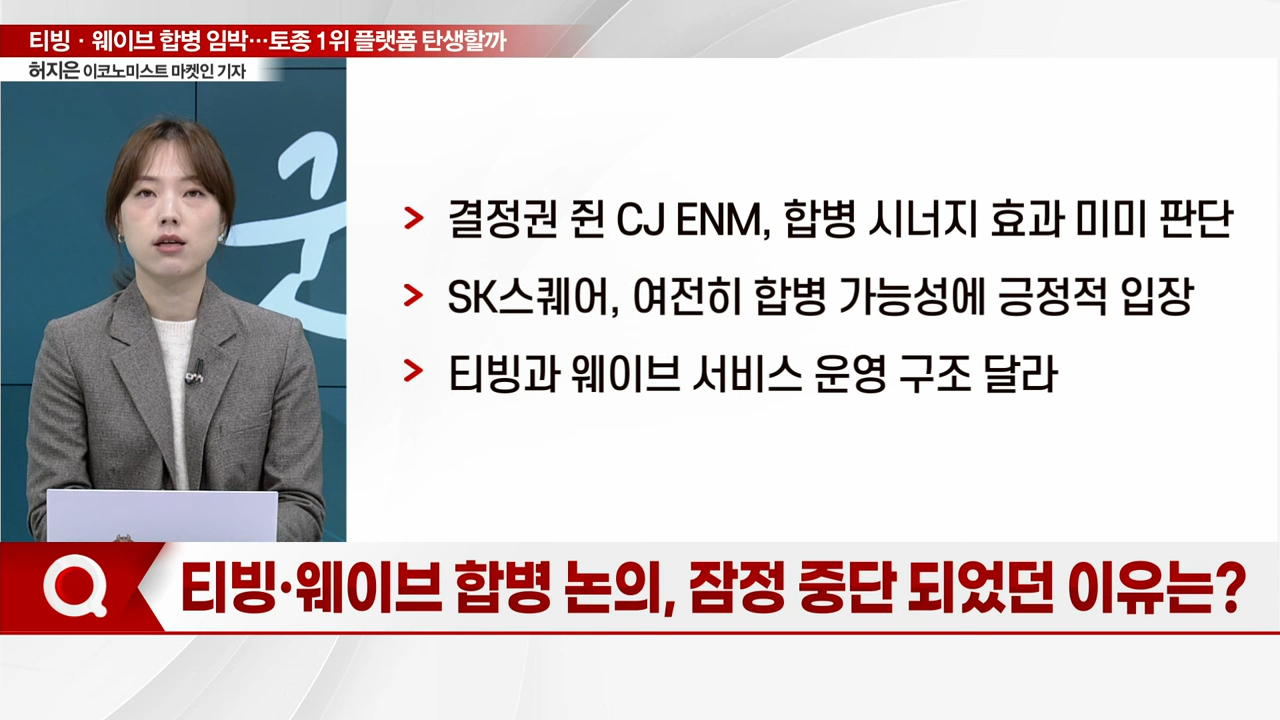 티빙 · 웨이브 합병 임박…토종 1위 플랫폼 탄생할까
허지은 이코노미스트 마켓인 기자
> 결정권 쥔 CJ ENM, 합병 시너지 효과 미미 판단
> SK스퀘어, 여전히 합병 가능성에 긍정적 입장
> 티빙과 웨이브 서비스 운영 구조 달라
Q 티빙·웨이브 합병 논의, 잠정 중단 되었던 이유는?